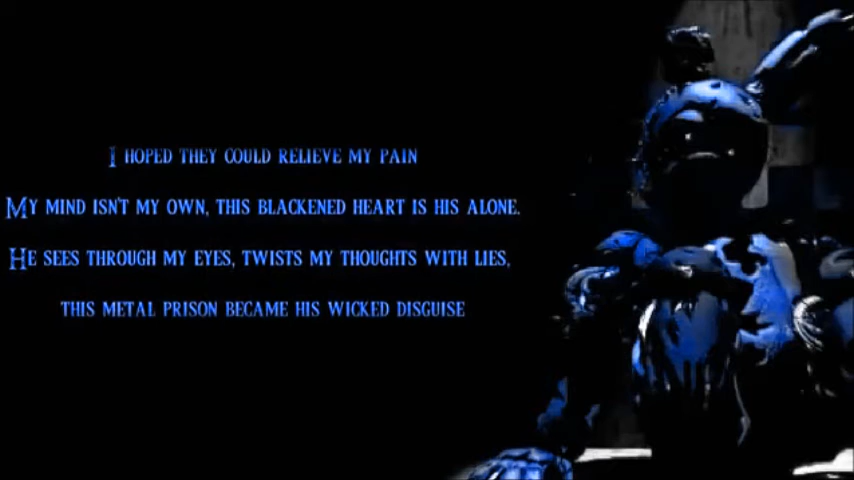 I HOPED THEY COULD RELIEVE MY PAIN
MY MIND ISN'T MY OWN, THIS BLACKENED HEART IS HIS ALONE.
HE SEES THROUGH MY EYES, TWISTS MY THOUGHTS WITH LIES,
THIS METAL PRISON BECAME HIS WICKED DISGUISE